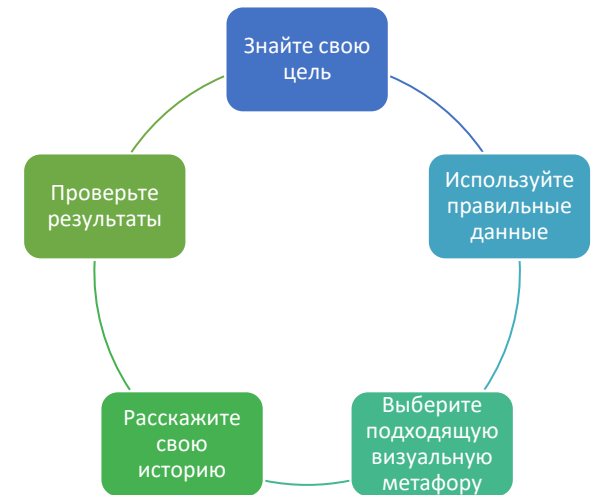 Знайте свою
цель
Используйте
правильные
данные
Выберите
подходящую
визуальную
метафору
Расскажите
свою
историю
Проверьте
результаты